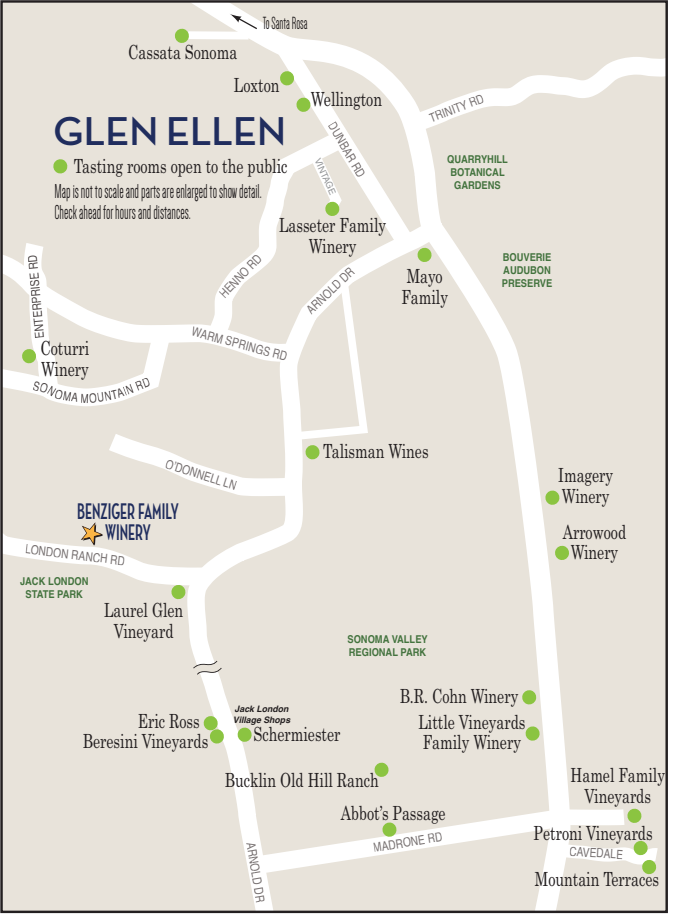 To Santa Rosa
Cassata Sonoma
Loxton
Wellington
TRINITY RD
GLEN ELLEN
DUNBAR RD
Tasting rooms open to the public
Map is not to scale and parts are enlarged to show detail.
Check ahead for hours and distances.
VINTAGE
QUARRYHILL
BOTANICAL
GARDENS
Lasseter Family
Winery
HENNO RD
ARNOLD DR
Mayo
Family
BOUVERIE
AUDUBON
PRESERVE
ENTERPRISE RD
WARM SPRINGS RD
Coturri
Winery
SONOMA MOUNTAIN RD
Talisman Wines
O'DONNELL LN
Imagery
Winery
BENZIGER FAMILY
WINERY
Arrowood
Winery
LONDON RANCH RD
JACK LONDON
STATE PARK
Laurel Glen
Vineyard
SONOMA VALLEY
REGIONAL PARK
B.R. Cohn Winery
Jack London
Village Shops
Eric Ross
Beresini Vineyards
Schermiester
Little Vineyards
Family Winery
Bucklin Old Hill Ranch
Hamel Family
Vineyards
Abbot's Passage
MADRONE RD
Petroni Vineyards
CAVEDALE
ARNOLD DR
Mountain Terraces